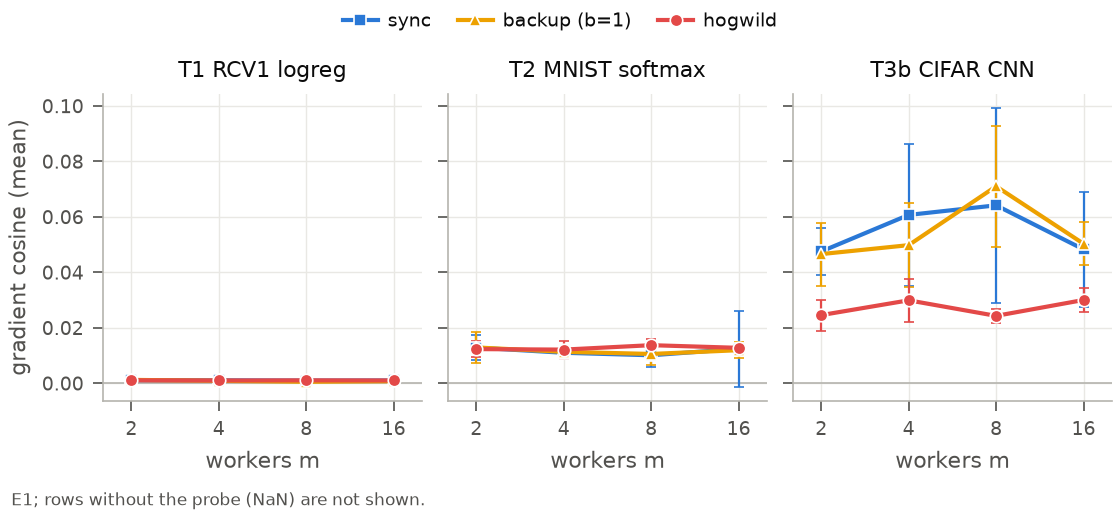 sync backup (b=1) hogwild
T1 RCV1 logreg T2 MNIST softmax T3b CIFAR CNN
gradient cosine (mean)
0.10
0.08
0.06
0.04
0.02
0.00
2 4 8 16 2 4 8 16 2 4 8 16
workers m workers m workers m
E1; rows without the probe (NaN) are not shown.